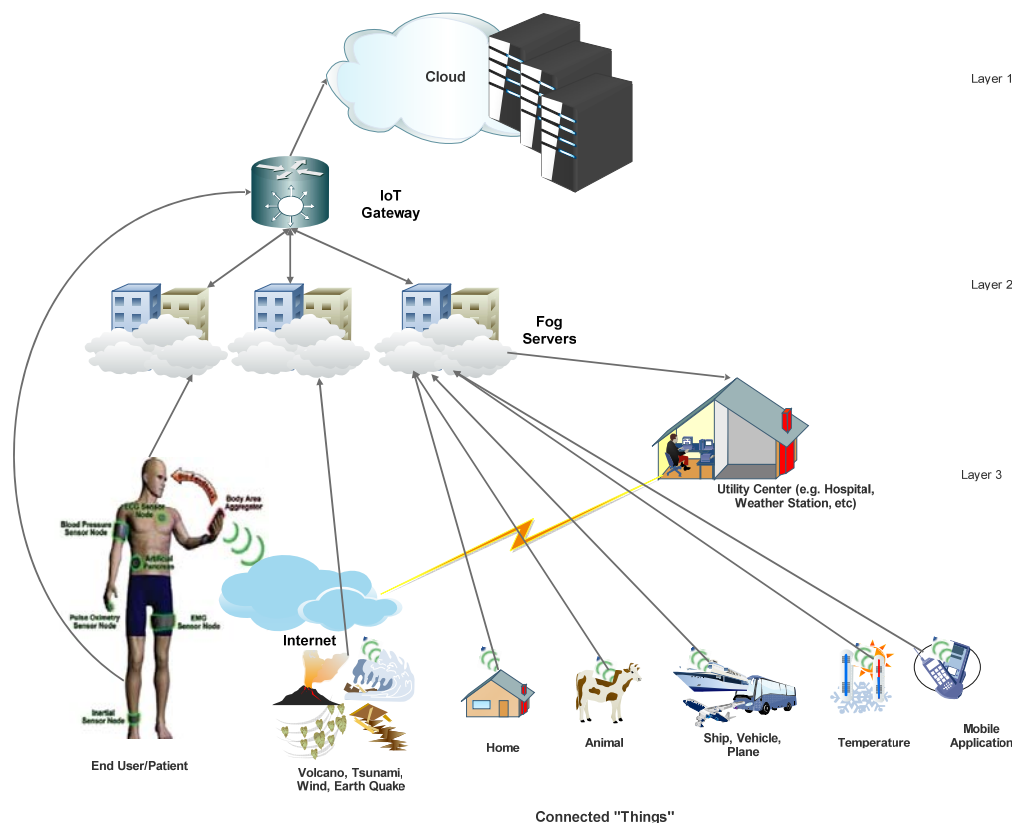 Cloud
Layer 1
IoT
Gateway
Layer 2
Fog
Servers
Layer 3
Utility Center (e.g. Hospital,
Weather Station, etc)
Body Area
Aggregator
ECG Sensor
Node
Blood Pressure
Sensor Node
Artificial
Pancreas
Pulse Oximetry
Sensor Node
EMG
Sensor Node
Inertial
Sensor Node
Internet
End User/Patient
Volcano, Tsunami,
Wind, Earth Quake
Home
Animal
Ship, Vehicle,
Plane
Temperature
Mobile
Application
Connected "Things"